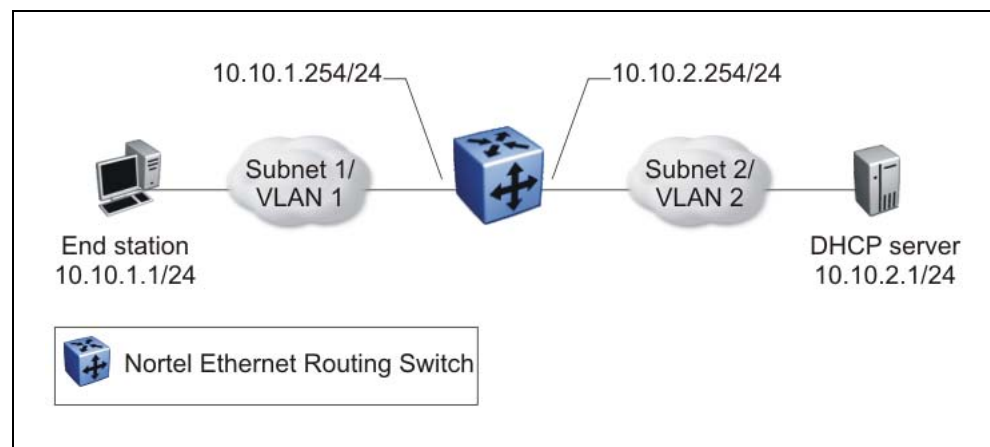 10.10.1.254/24
10.10.2.254/24
Subnet 1/
VLAN 1
Subnet 2/
VLAN 2
End station
10.10.1.1/24
DHCP server
10.10.2.1/24
Nortel Ethernet Routing Switch